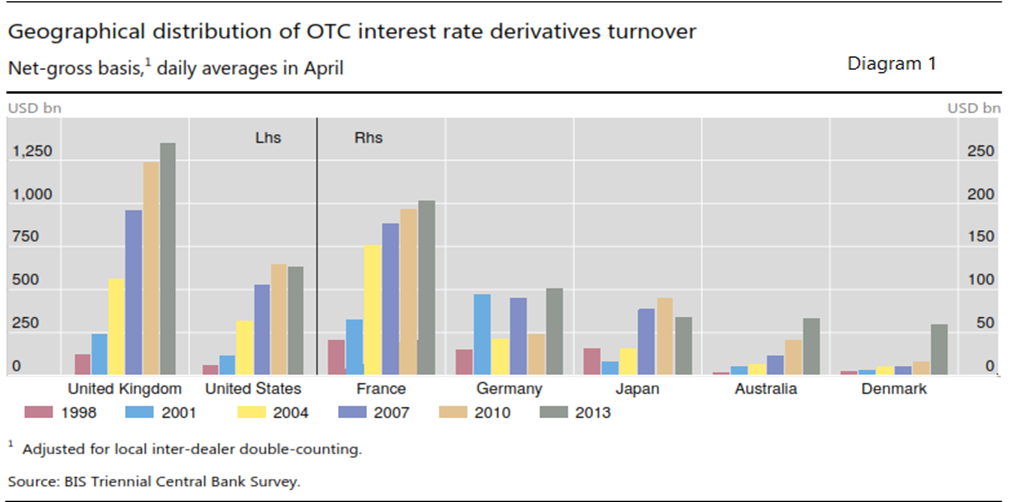 Geographical distribution of OTC interest rate derivatives turnover
Net-gross basis,1 daily averages in April
Diagram 1
USD bn USD bn
Lhs Rhs
1,250 250
1,000 200
750 150
500 100
250 50
0 0
United Kingdom United States France Germany Japan Australia Denmark
1998 2001 2004 2007 2010 2013
1 Adjusted for local inter-dealer double-counting.
Source: BIS Triennial Central Bank Survey.